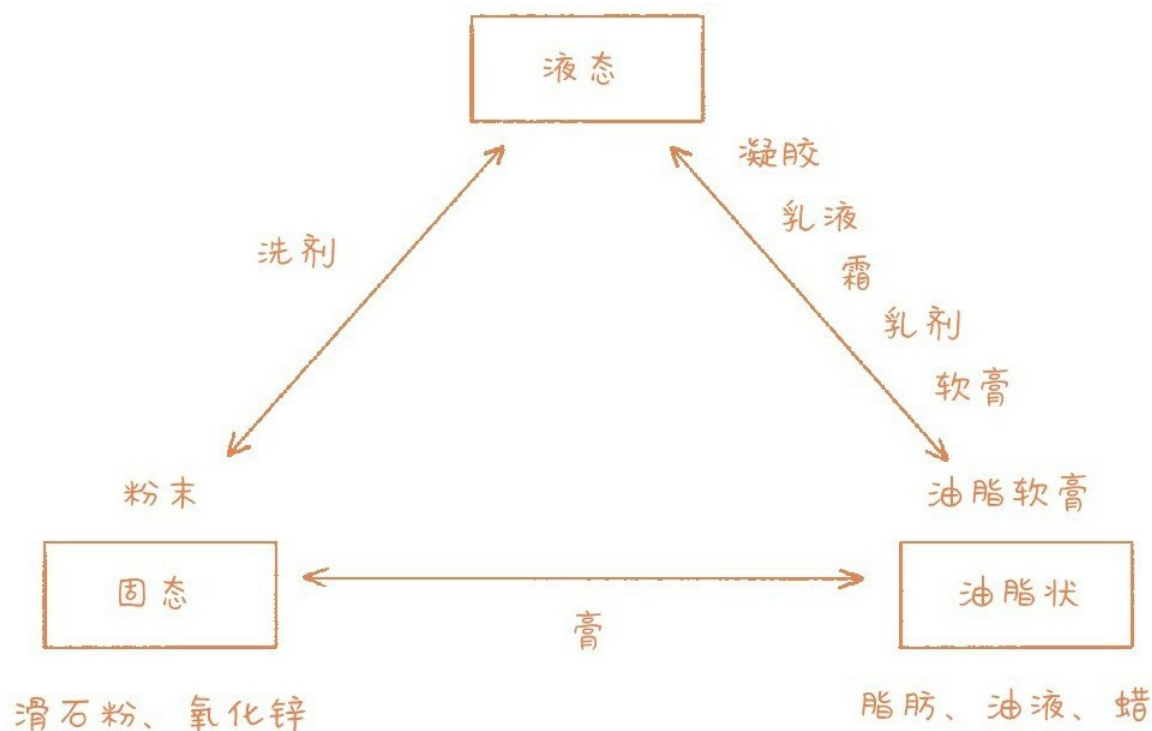 液态
凝胶
乳液
洗剂
霜
乳剂
软膏
粉末
油脂软膏
固态
油脂状
膏
滑石粉、氧化锌
脂肪、油液、蜡